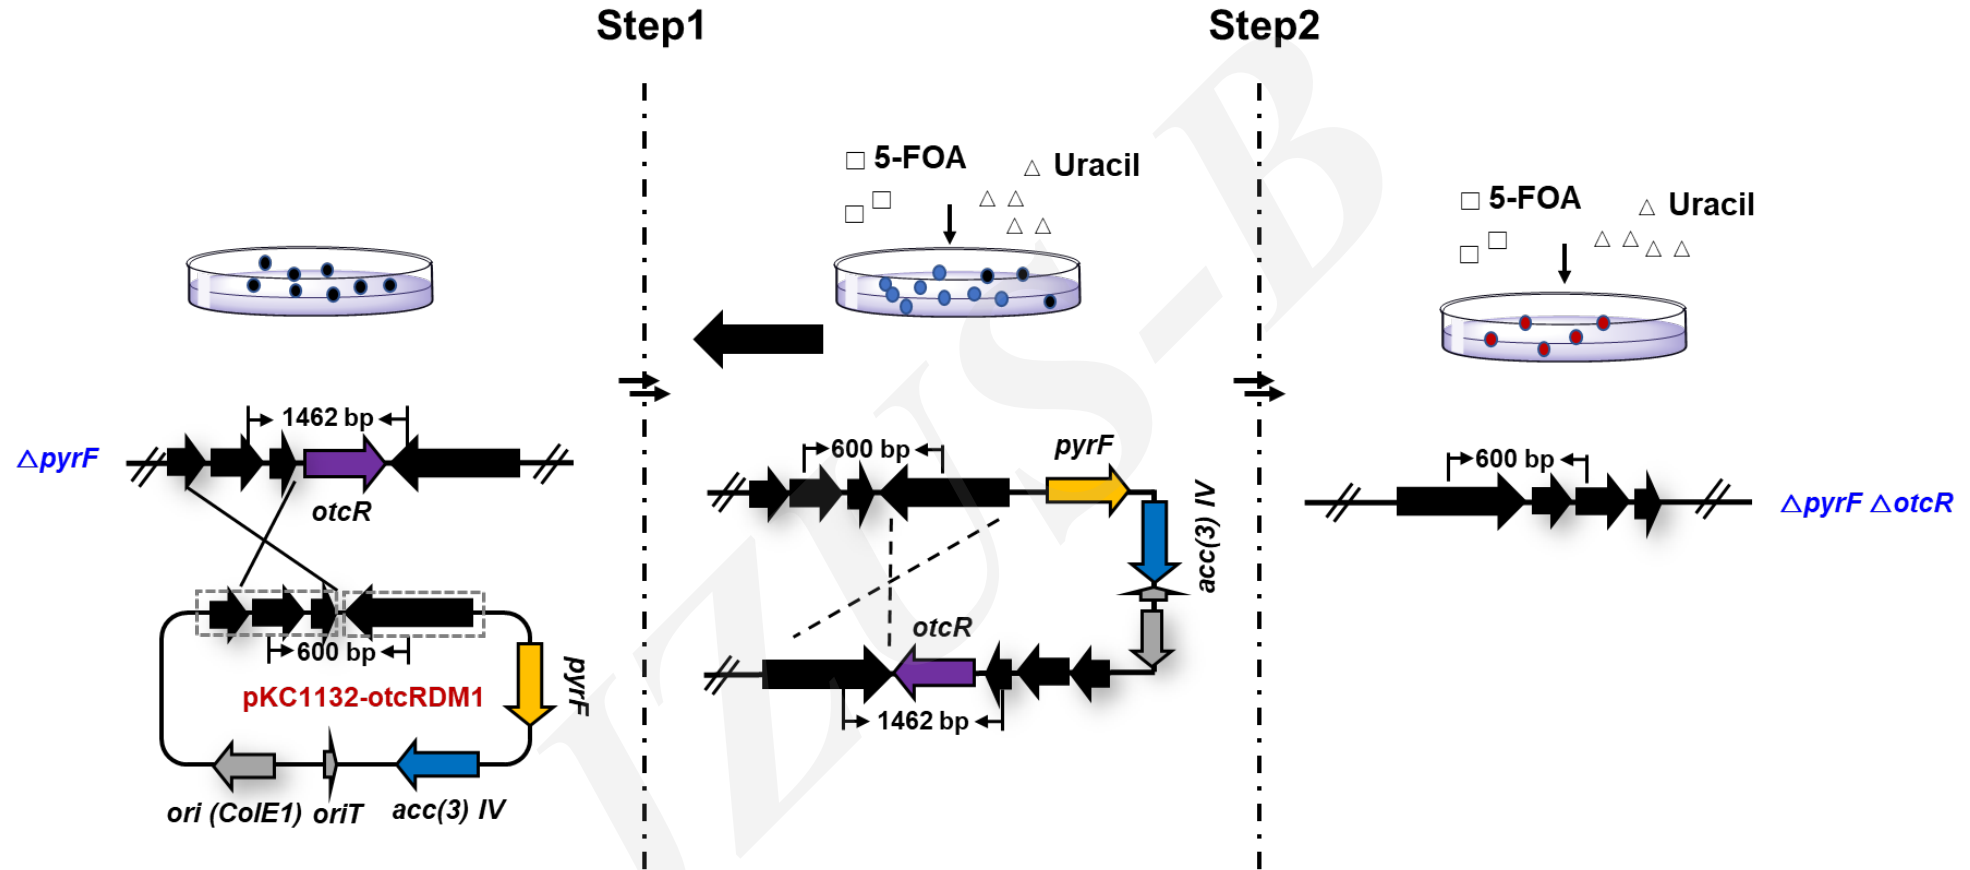 Step1
Step2
5-FOA
Uracil
5-FOA
Uracil
1462 bp
△pyrF
otcR
600 bp
pKC1132-otcRDM1
pyrF
ori (ColE1)
oriT
acc(3) IV
600 bp
pyrF
acc(3) IV
otcR
1462 bp
600 bp
△pyrF △otcR
JZUS-B